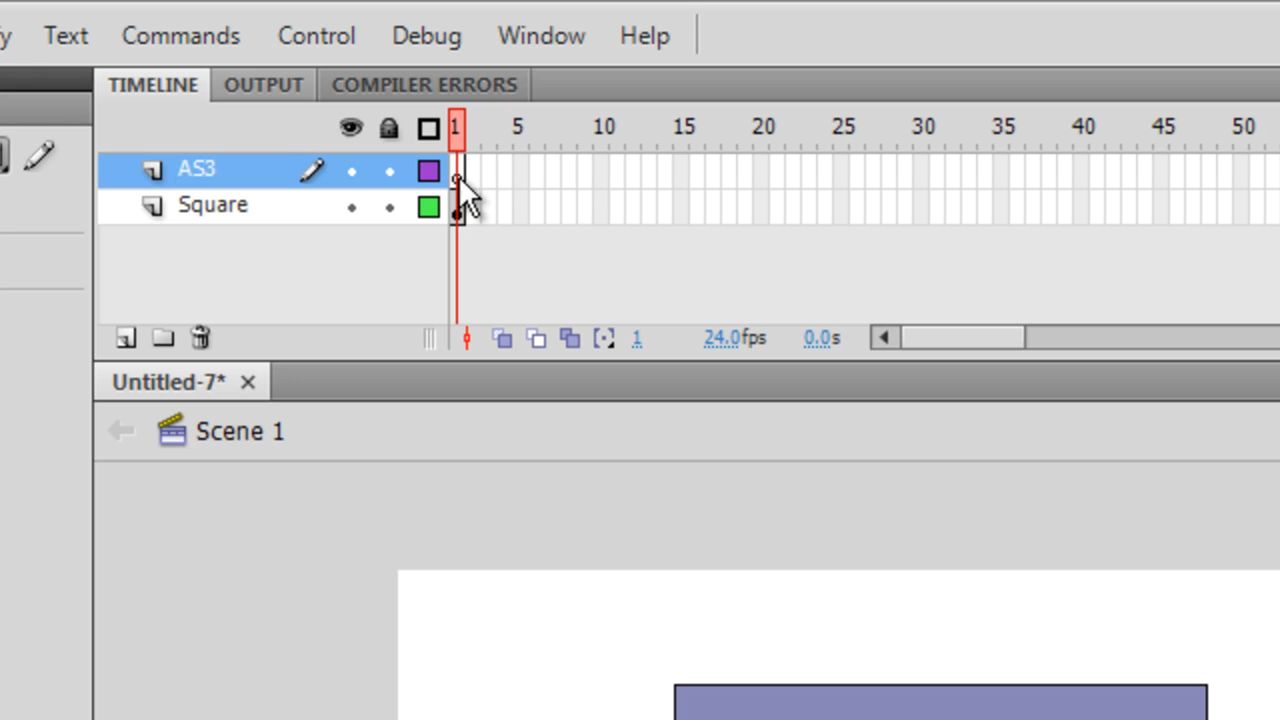 y Text Commands Control Debug Window Help
TIMELINE OUTPUT COMPILER ERRORS
1 5 10 15 20 25 30 35 40 45 50
AS3
Square
1 24.0fps 0.0s
Untitled-7*
Scene 1